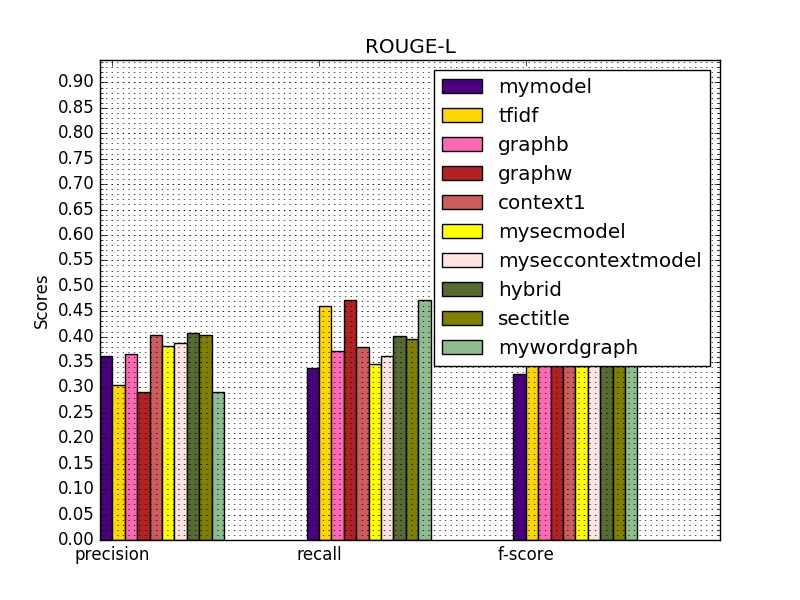 ROUGE-L
0.90
0.85
0.80
0.75
0.70
0.65
0.60
0.55
0.50
0.45
0.40
0.35
0.30
0.25
0.20
0.15
0.10
0.05
0.00
Scores
mymodel
tfidf
graphb
graphw
context1
mysecmodel
myseccontextmodel
hybrid
sectitle
mywordgraph
precision recall f-score